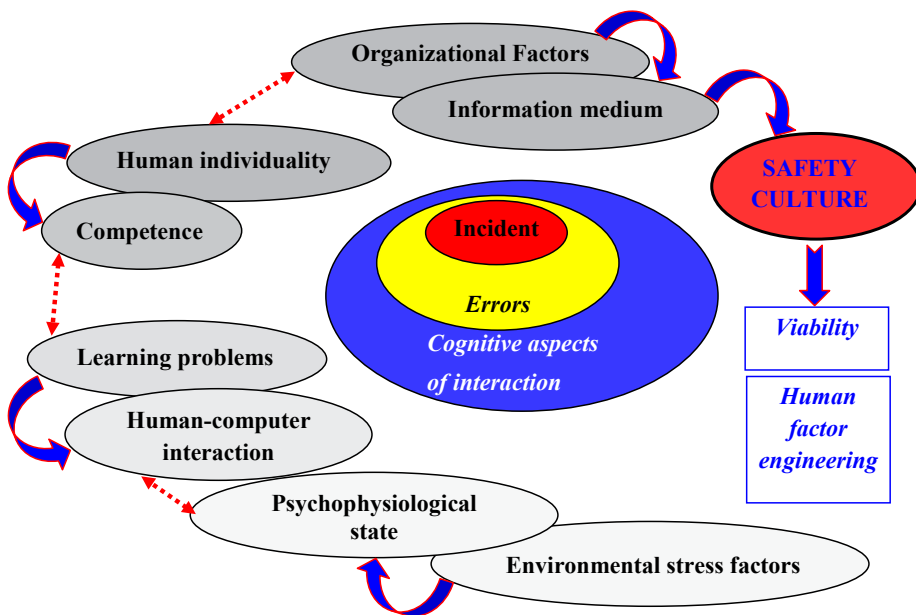 Organizational Factors
Information medium
Human individuality
SAFETY
CULTURE
Competence
Incident
Errors
Cognitive aspects
of interaction
Viability
Learning problems
Human
factor
engineering
Human-computer
interaction
Psychophysiological
state
Environmental stress factors